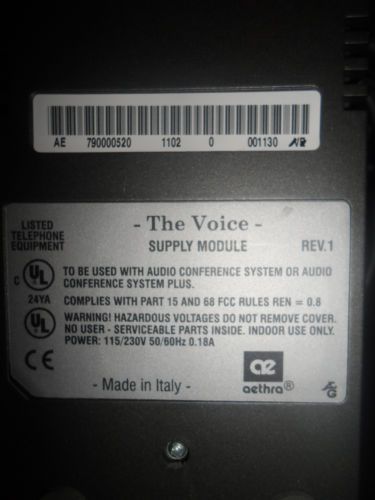 AE 790000520 1102 0 001130
- The Voice -
LISTED TELEPHONE EQUIPMENT
SUPPLY MODULE REV.1
C UL
24YA
TO BE USED WITH AUDIO CONFERENCE SYSTEM OR AUDIO
CONFERENCE SYSTEM PLUS.
COMPLIES WITH PART 15 AND 68 FCC RULES REN = 0.8
UL
WARNING! HAZARDOUS VOLTAGES DO NOT REMOVE COVER.
NO USER - SERVICEABLE PARTS INSIDE. INDOOR USE ONLY.
POWER: 115/230V 50/60Hz 0.18A
CE
- Made in Italy -
ae
aethra®